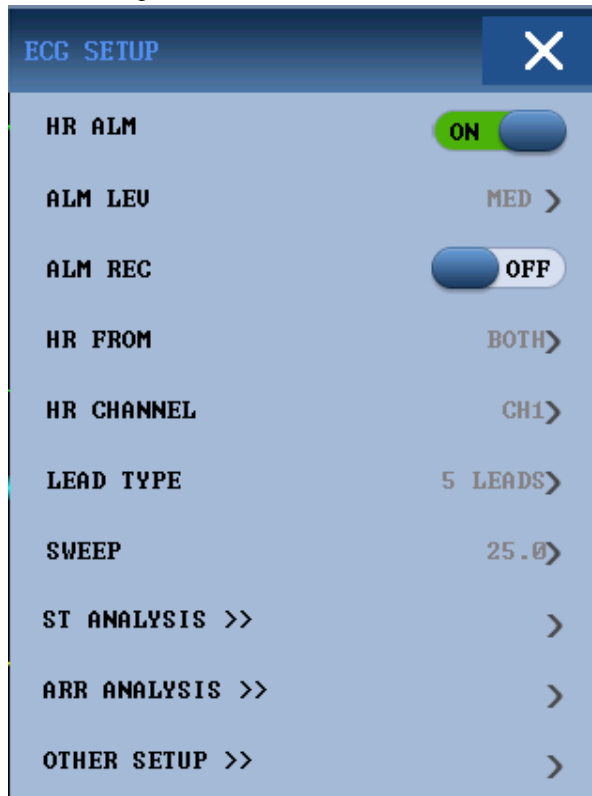 ECG SETUP
HR ALM ON
ALM LEV MED >
ALM REC OFF
HR FROM BOTH>
HR CHANNEL CH1>
LEAD TYPE 5 LEADS>
SWEEP 25.0>
ST ANALYSIS >> >
ARR ANALYSIS >> >
OTHER SETUP >> >